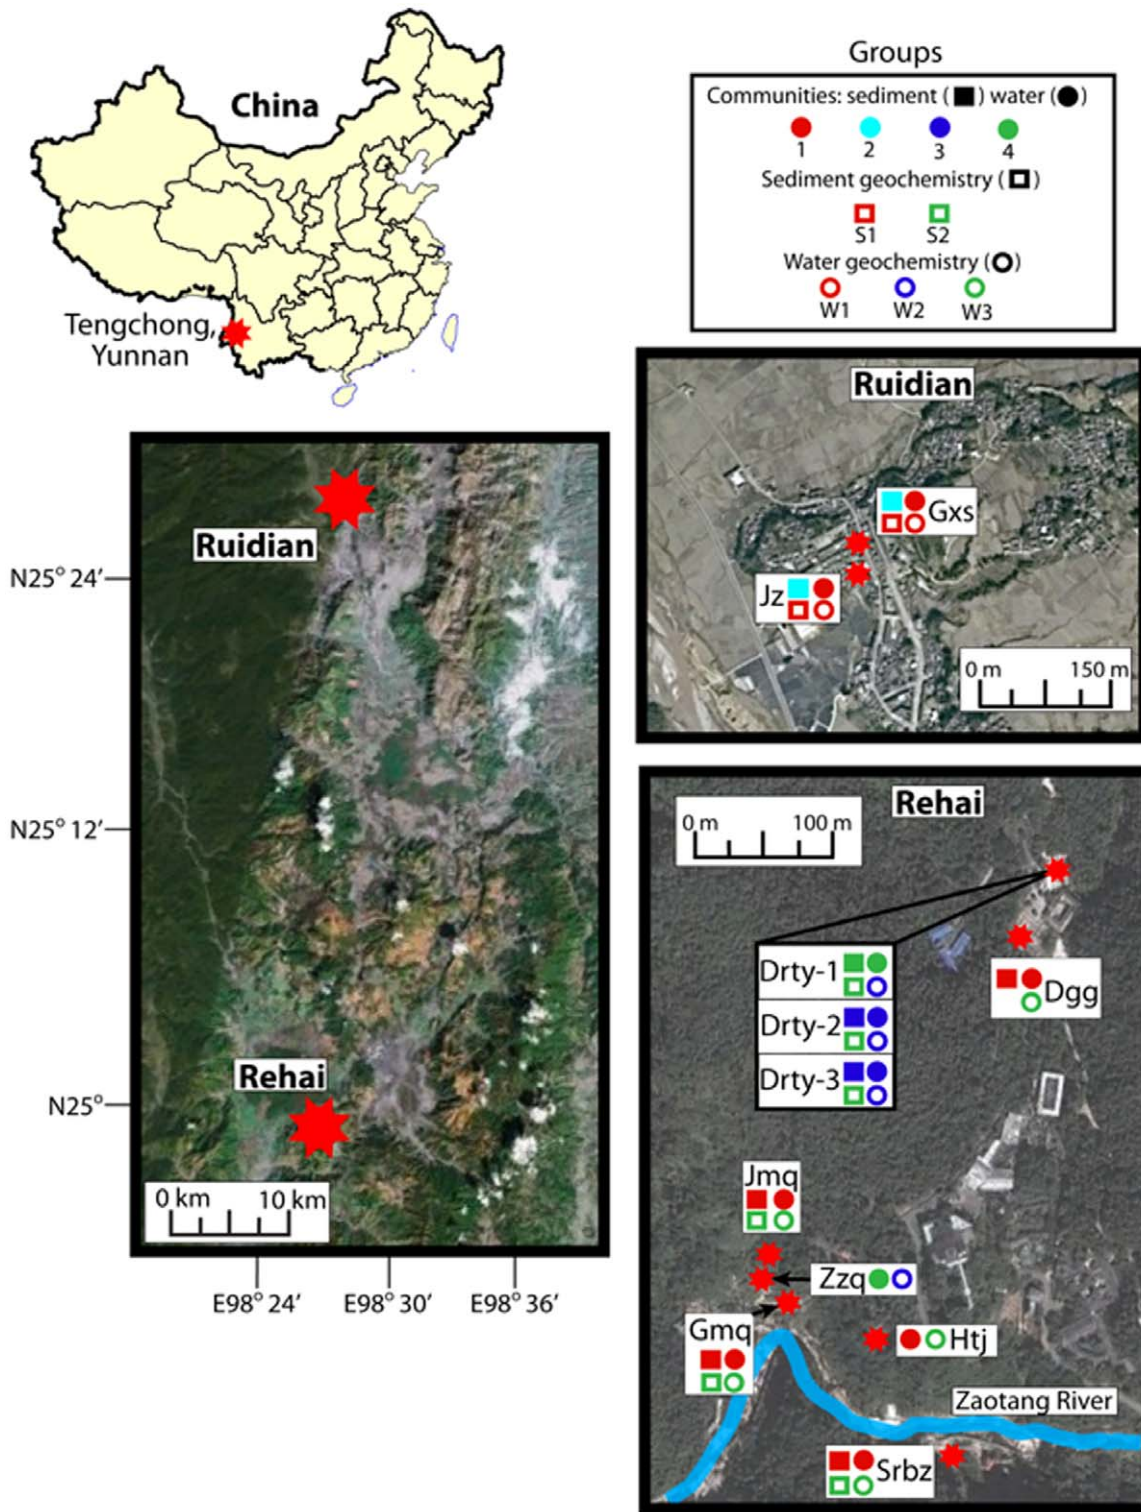 China
Tengchong,
Yunnan
Groups
Communities: sediment (■) water (●)
1 2 3 4
Sediment geochemistry (□)
S1 S2
Water geochemistry (○)
W1 W2 W3
Ruidian
Gxs
Jz
0 m 150 m
Ruidian
N25° 24′
N25° 12′
Rehai
N25°
0 km 10 km
E98° 24′ E98° 30′ E98° 36′
Rehai
0 m 100 m
Drty-1
Dgg
Drty-2
Drty-3
Jmq
Zzq
Gmq
Htj
Zaotang River
Srbz